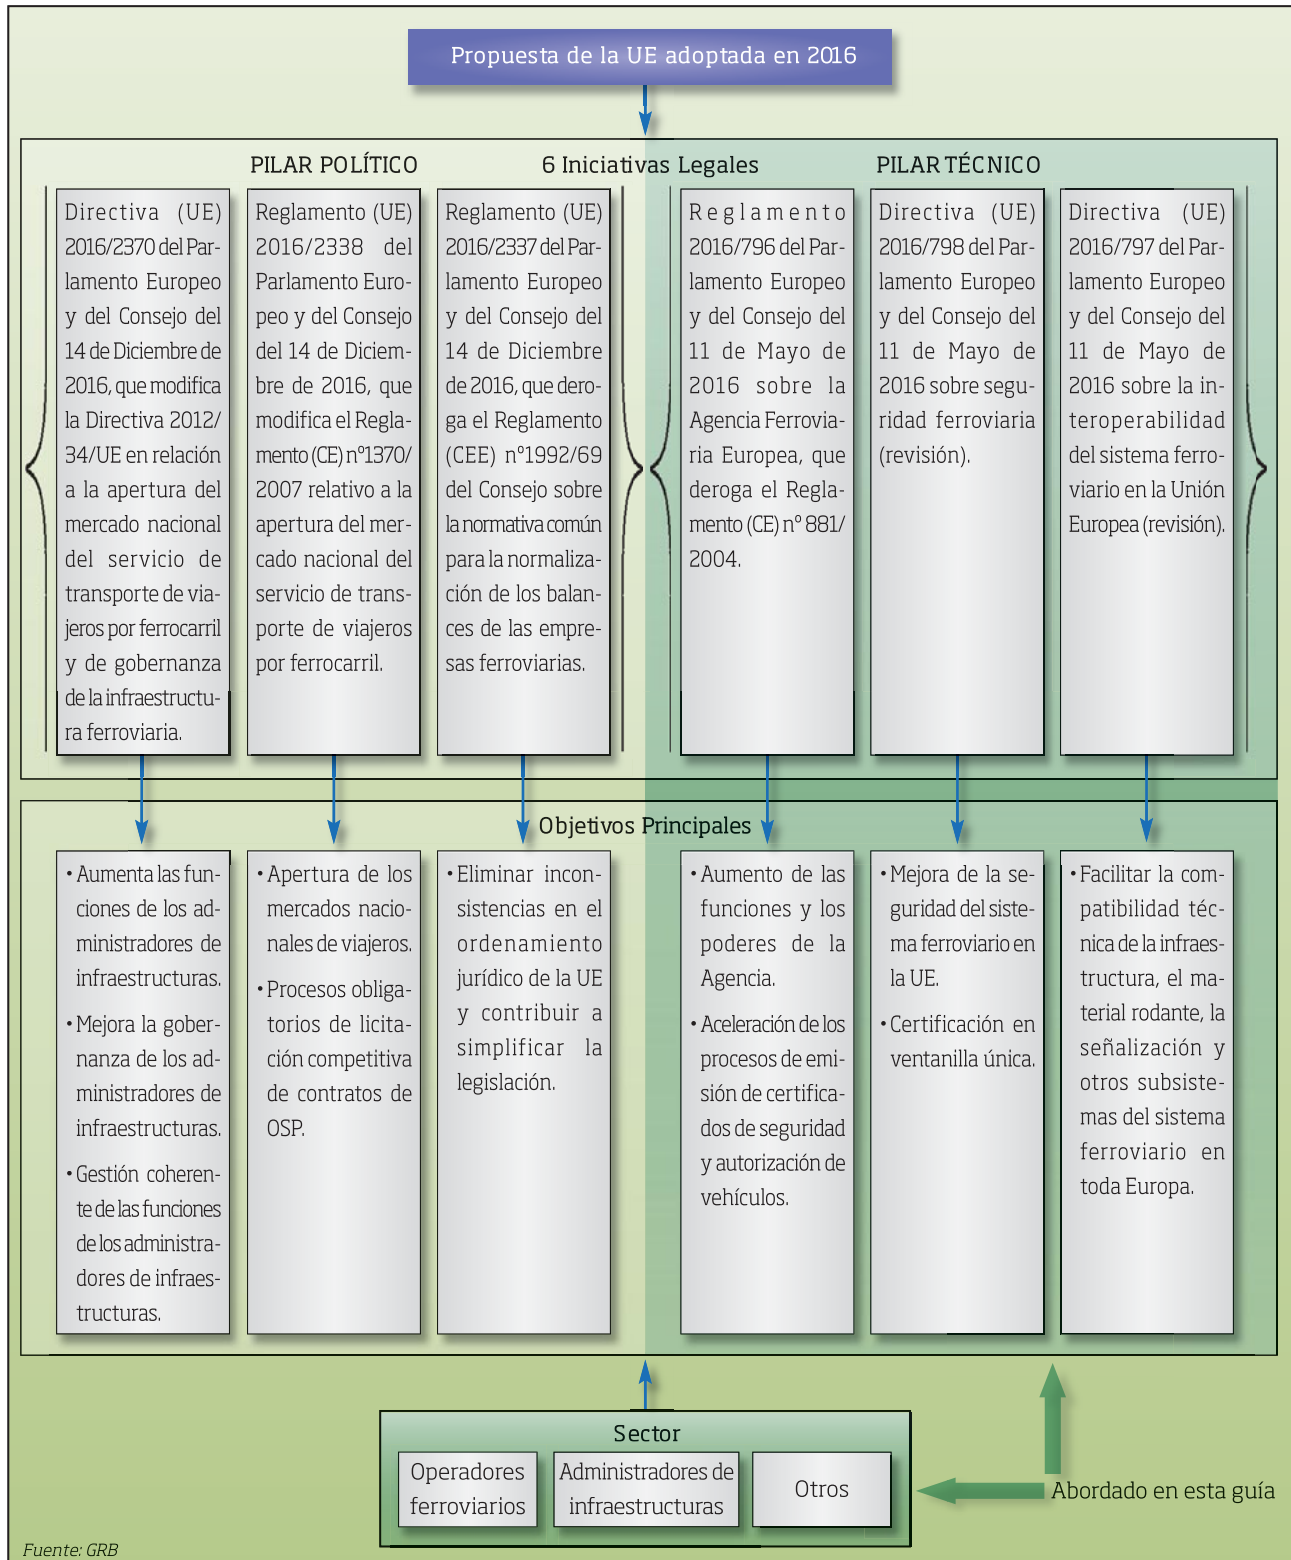 Propuesta de la UE adoptada en 2016
PILAR POLÍTICO
6 Iniciativas Legales
PILAR TÉCNICO
Directiva (UE)
2016/2370 del Par-
lamento Europeo
y del Consejo del
14 de Diciembre de
2016, que modifica
la Directiva 2012/
34/UE en relación
a la apertura del
mercado nacional
del servicio de
transporte de via-
jeros por ferrocarril
y de gobernanza
de la infraestructu-
ra ferroviaria.
Reglamento (UE)
2016/2338 del
Parlamento Euro-
peo y del Consejo
del 14 de Diciem-
bre de 2016, que
modifica el Regla-
mento (CE) nº1370/
2007 relativo a la
apertura del mer-
cado nacional del
servicio de trans-
porte de viajeros
por ferrocarril.
Reglamento (UE)
2016/2337 del Par-
lamento Europeo
y del Consejo del
14 de Diciembre
de 2016, que dero-
ga el Reglamento
(CEE) nº1992/69
del Consejo sobre
la normativa común
para la normaliza-
ción de los balan-
ces de las empre-
sas ferroviarias.
Reglamento
2016/796 del Par-
lamento Europeo
y del Consejo del
11 de Mayo de
2016 sobre la
Agencia Ferrovia-
ria Europea, que
deroga el Regla-
mento (CE) nº 881/
2004.
Directiva (UE)
2016/798 del Par-
lamento Europeo
y del Consejo del
11 de Mayo de
2016 sobre segu-
ridad ferroviaria
(revisión).
Directiva (UE)
2016/797 del Par-
lamento Europeo
y del Consejo del
11 de Mayo de
2016 sobre la in-
teroperabilidad
del sistema ferro-
viario en la Unión
Europea (revisión).
Objetivos Principales
• Aumenta las fun-
ciones de los ad-
ministradores de
infraestructuras.
• Mejora la gober-
nanza de los ad-
ministradores de
infraestructuras.
• Gestión coheren-
te de las funciones
de los administra-
dores de infraes-
tructuras.
• Apertura de los
mercados nacio-
nales de viajeros.
• Procesos obliga-
torios de licita-
ción competitiva
de contratos de
OSP.
• Eliminar incon-
sistencias en el
ordenamiento
jurídico de la UE
y contribuir a
simplificar la
legislación.
• Aumento de las
funciones y los
poderes de la
Agencia.
• Aceleración de los
procesos de emi-
sión de certifica-
dos de seguridad
y autorización de
vehículos.
• Mejora de la se-
guridad del siste-
ma ferroviario en
la UE.
• Certificación en
ventanilla única.
• Facilitar la com-
patibilidad téc-
nica de la infraes-
tructura, el ma-
terial rodante, la
señalización y
otros subsiste-
mas del sistema
ferroviario en
toda Europa.
Sector
Operadores
ferroviarios
Administradores de
infraestructuras
Otros
Abordado en esta guía
Fuente: GRB